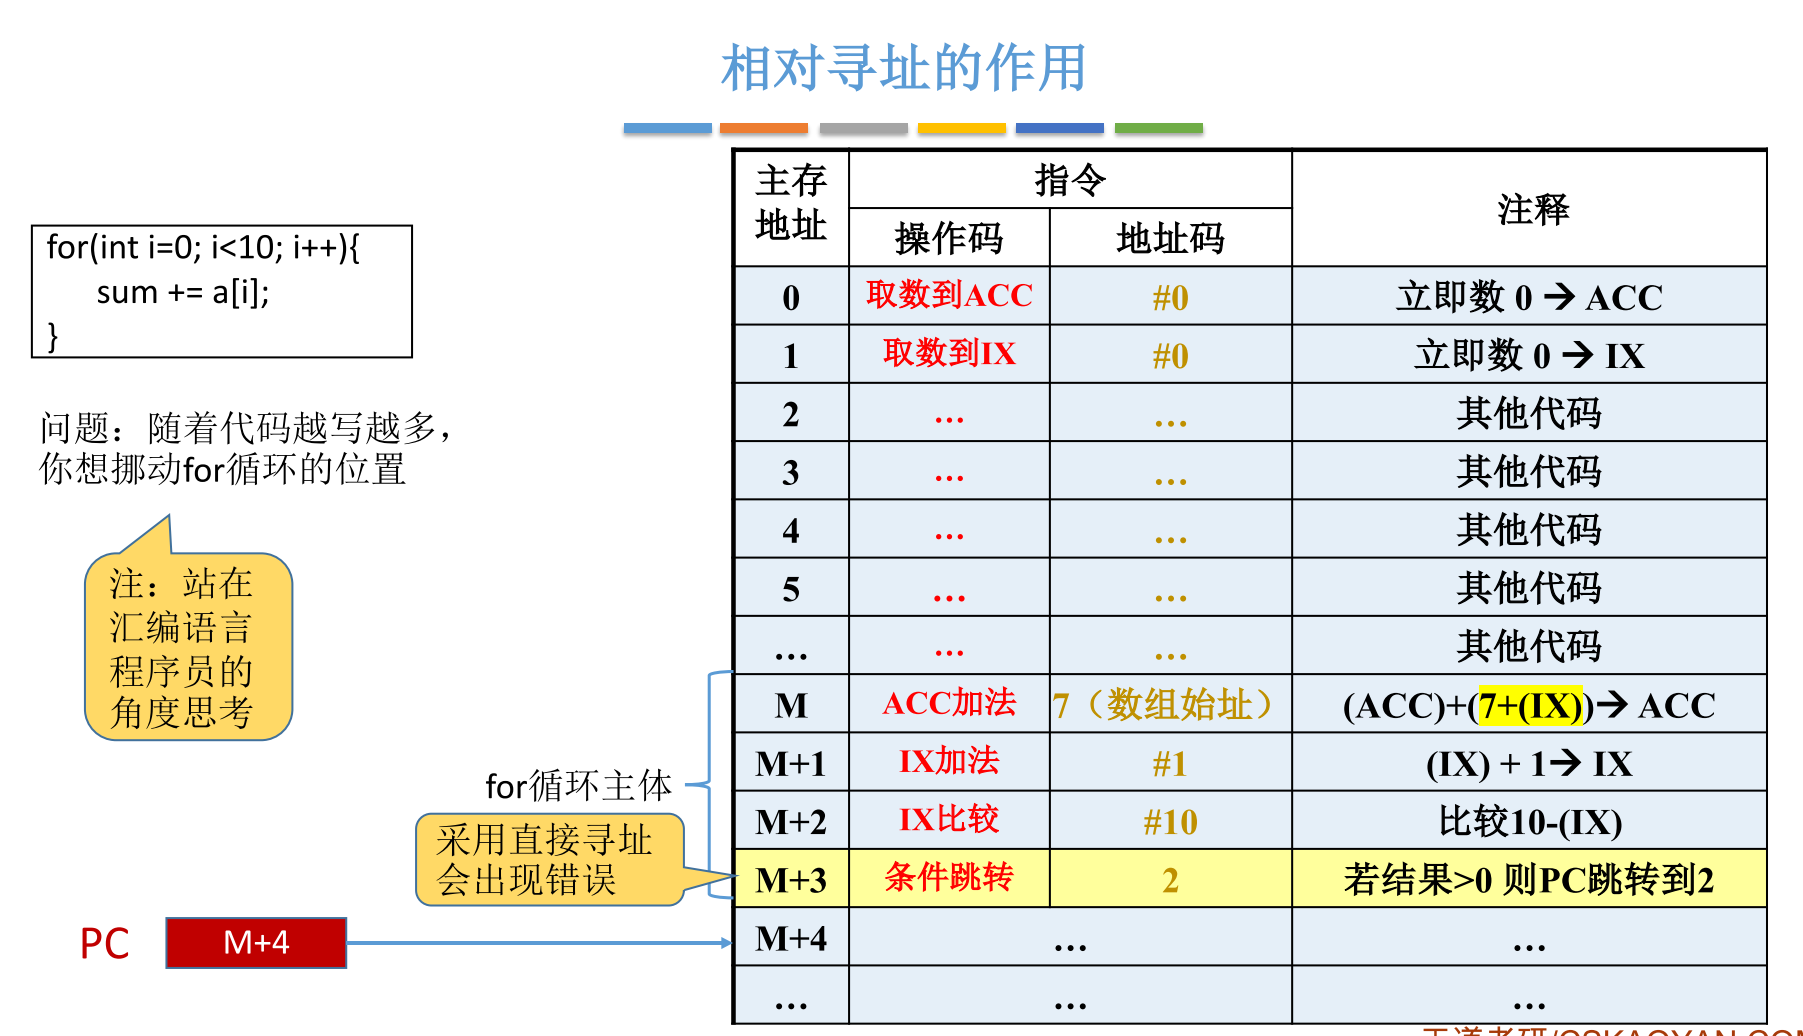 相对寻址的作用
for(int i=0; i<10; i++){
sum += a[i];
}
问题：随着代码越写越多，
你想挪动for循环的位置
注：站在
汇编语言
程序员的
角度思考
for循环主体
采用直接寻址
会出现错误
PC M+4
主存地址 指令 注释
操作码 地址码
0 取数到ACC #0 立即数 0 → ACC
1 取数到IX #0 立即数 0 → IX
2 … … 其他代码
3 … … 其他代码
4 … … 其他代码
5 … … 其他代码
… … … 其他代码
M ACC加法 7（数组始址） (ACC)+(7+(IX))→ ACC
M+1 IX加法 #1 (IX) + 1→ IX
M+2 IX比较 #10 比较10-(IX)
M+3 条件跳转 2 若结果>0 则PC跳转到2
M+4 … …
… … …